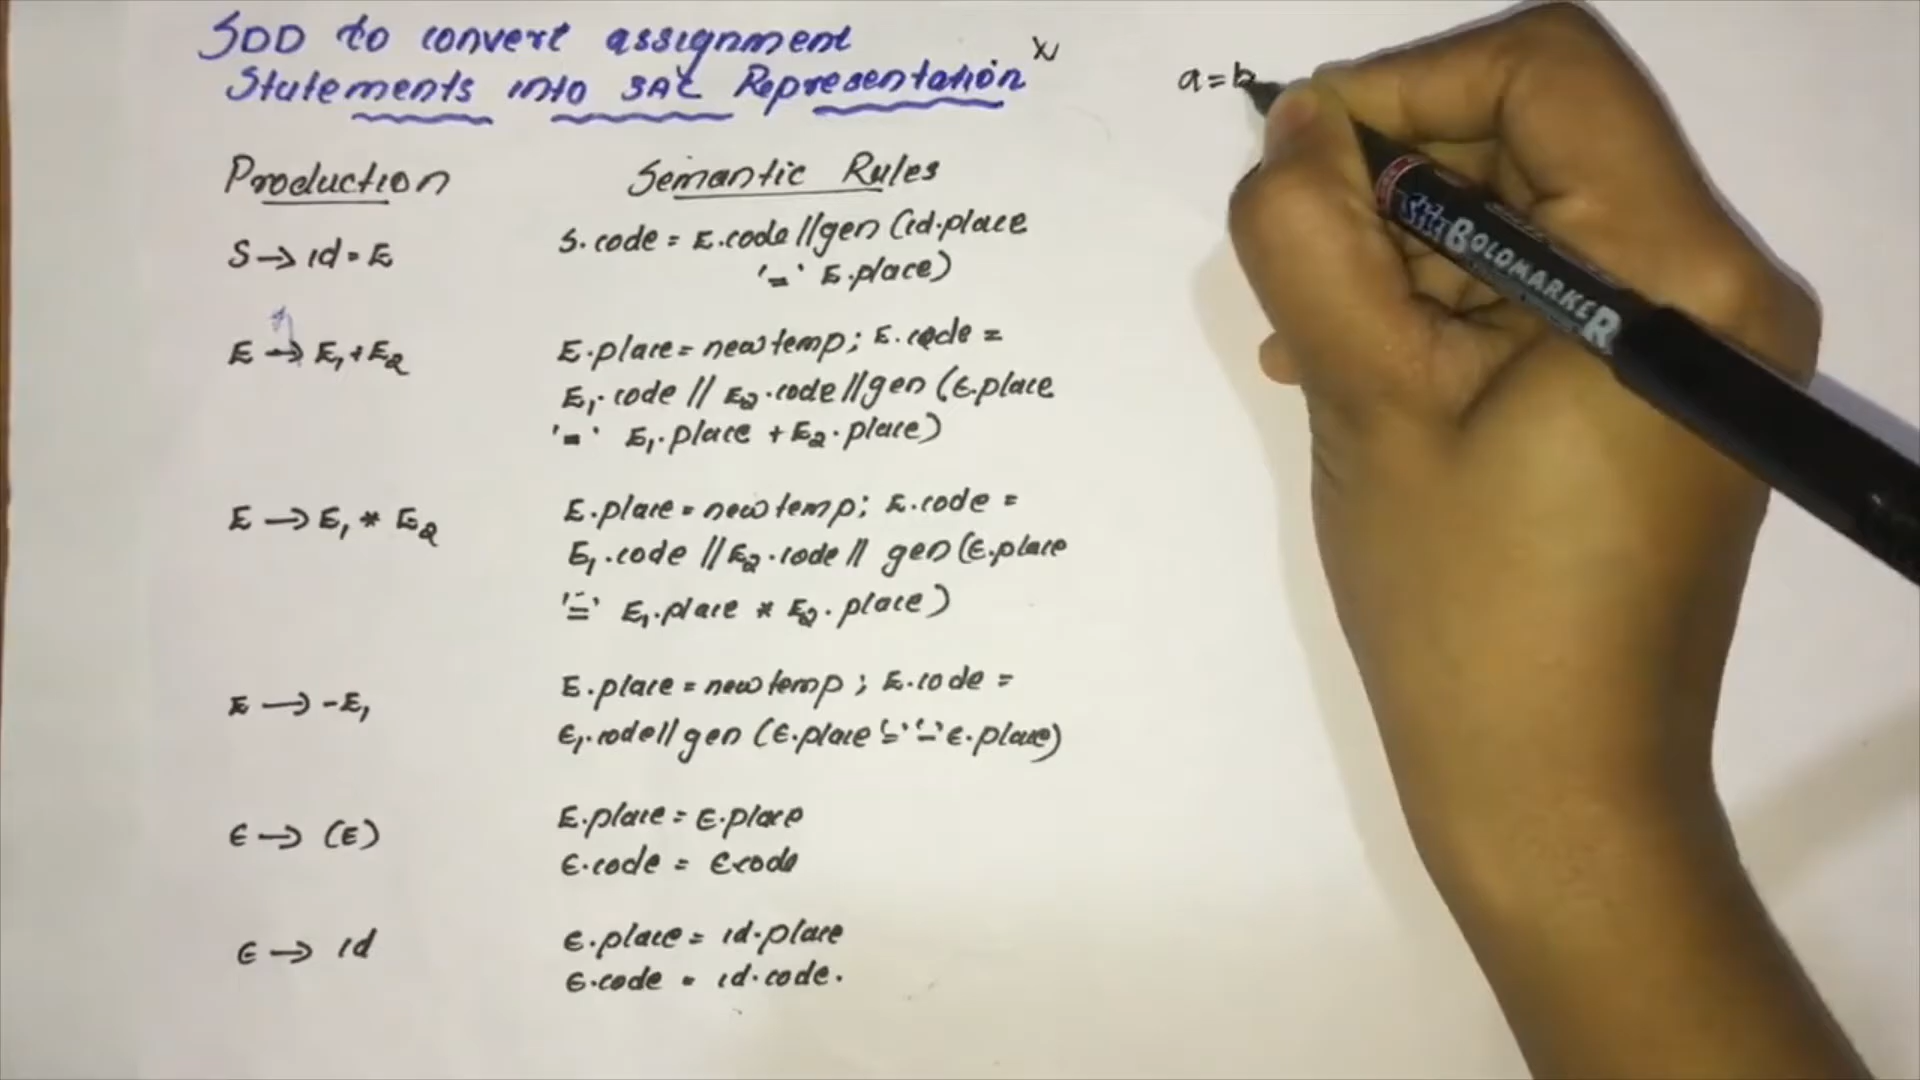 SDD to convert assignment
Statements into 3AC Representation
a=b
Production
Semantic Rules
S → id = E
S.code = E.code // gen (id.place
'=' E.place)
E → E1 + E2
E.place = newtemp; E.code =
E1.code // E2.code // gen (E.place
'=' E1.place + E2.place)
E → E1 * E2
E.place = newtemp; E.code =
E1.code // E2.code // gen (E.place
'=' E1.place * E2.place)
E → -E1
E.place = newtemp; E.code =
E1.code // gen (E.place '=' '-' E.place)
E → (E)
E.place = E.place
E.code = E.code
E → id
E.place = id.place
E.code = id.code.
BOLDMARKER